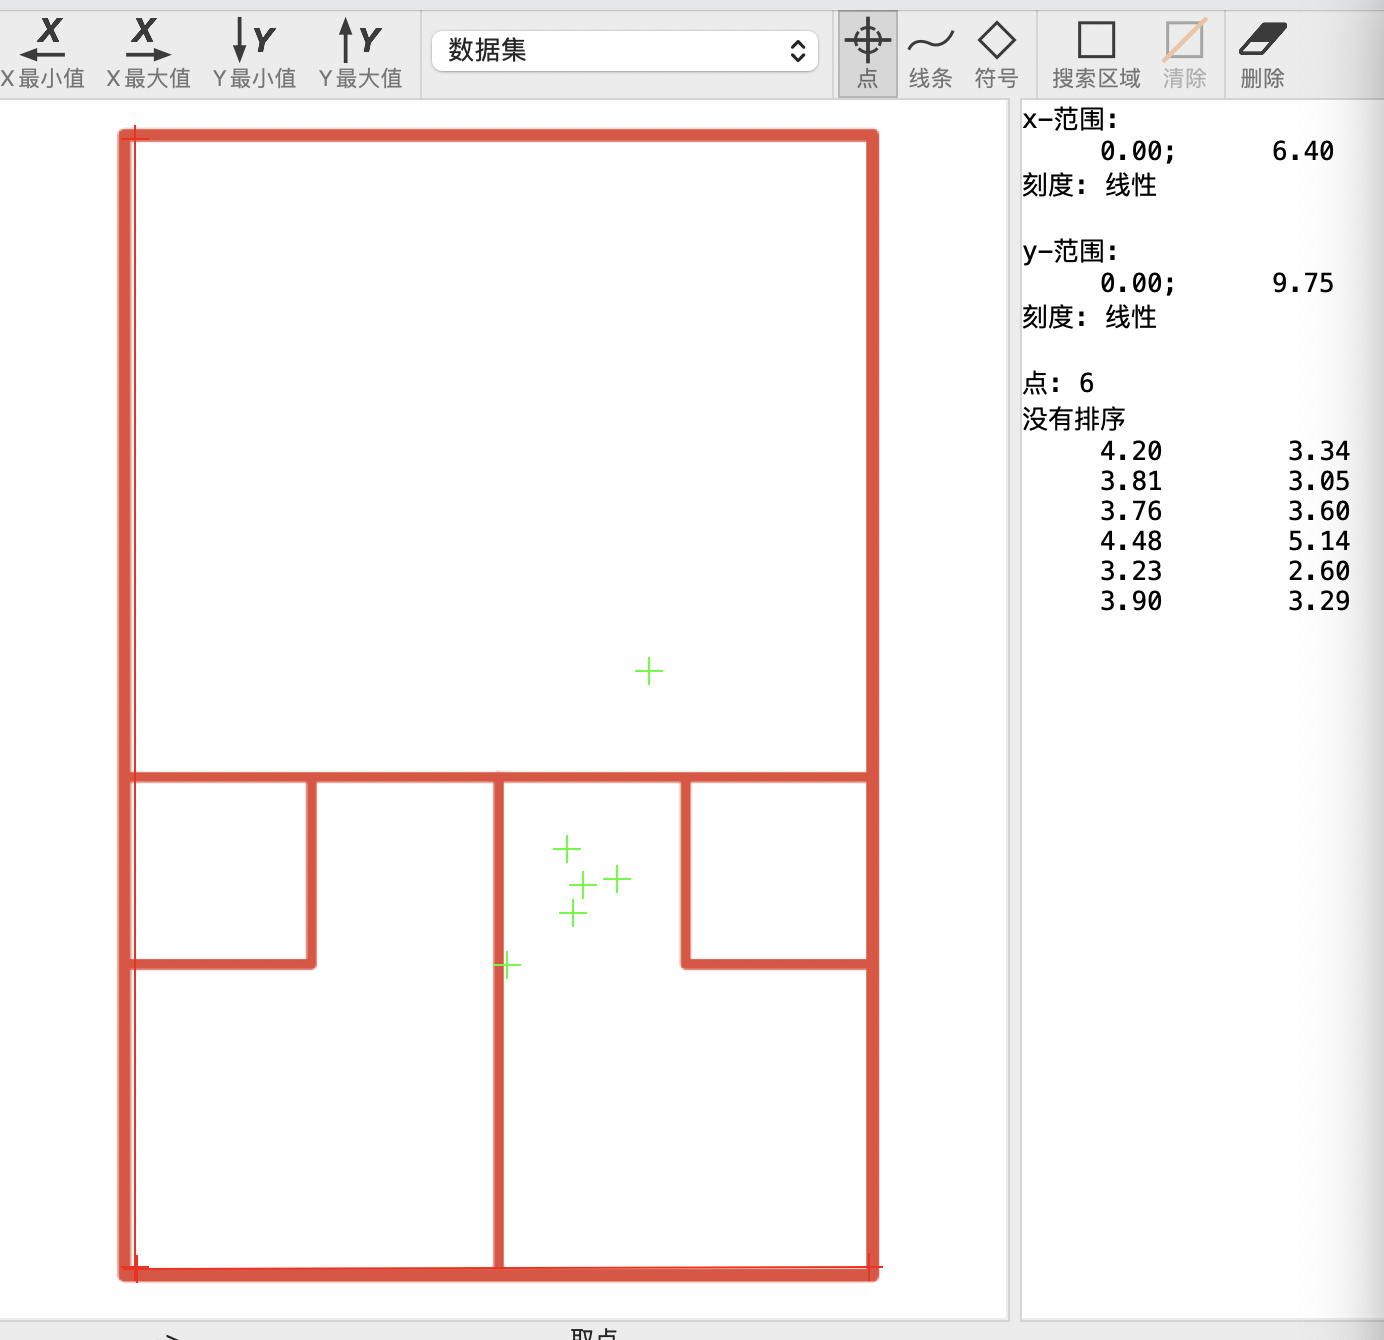 X最小值 X最大值 Y最小值 Y最大值 数据集 点 线条 符号 搜索区域 清除 删除
x-范围:
0.00; 6.40
刻度: 线性
y-范围:
0.00; 9.75
刻度: 线性
点: 6
没有排序
4.20 3.34
3.81 3.05
3.76 3.60
4.48 5.14
3.23 2.60
3.90 3.29
取点